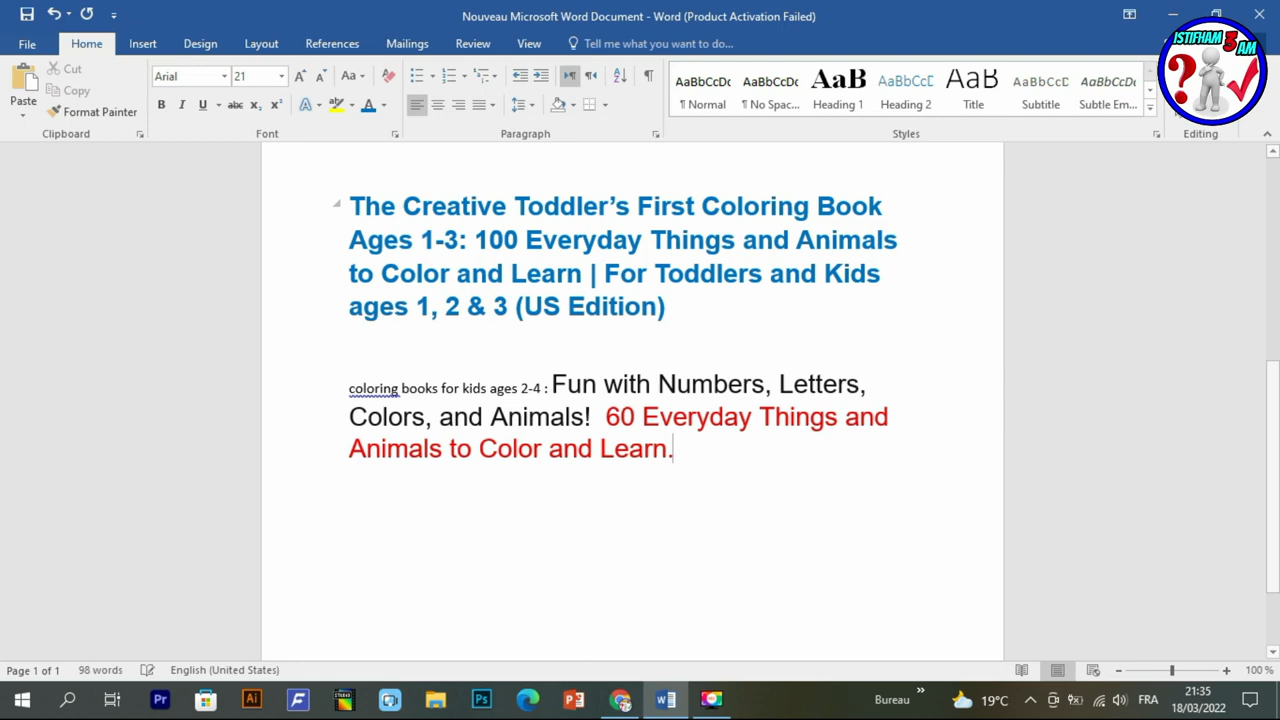 Nouveau Microsoft Word Document - Word (Product Activation Failed)
File Home Insert Design Layout References Mailings Review View Tell me what you want to do...
ISTIFHAM 3 AM
Cut
Copy
Paste
Format Painter
Arial 21
AaBbCcDc AaBbCcDc AaB AaBbCcD AaB AaBbCcD AaBbCcDc
¶ Normal ¶ No Spac... Heading 1 Heading 2 Title Subtitle Subtle Em...
Clipboard Font Paragraph Styles Editing
The Creative Toddler’s First Coloring Book
Ages 1-3: 100 Everyday Things and Animals
to Color and Learn | For Toddlers and Kids
ages 1, 2 & 3 (US Edition)
coloring books for kids ages 2-4 : Fun with Numbers, Letters,
Colors, and Animals! 60 Everyday Things and
Animals to Color and Learn.
Page 1 of 1 98 words English (United States) 100 %
Bureau 19°C FRA 21:35
18/03/2022